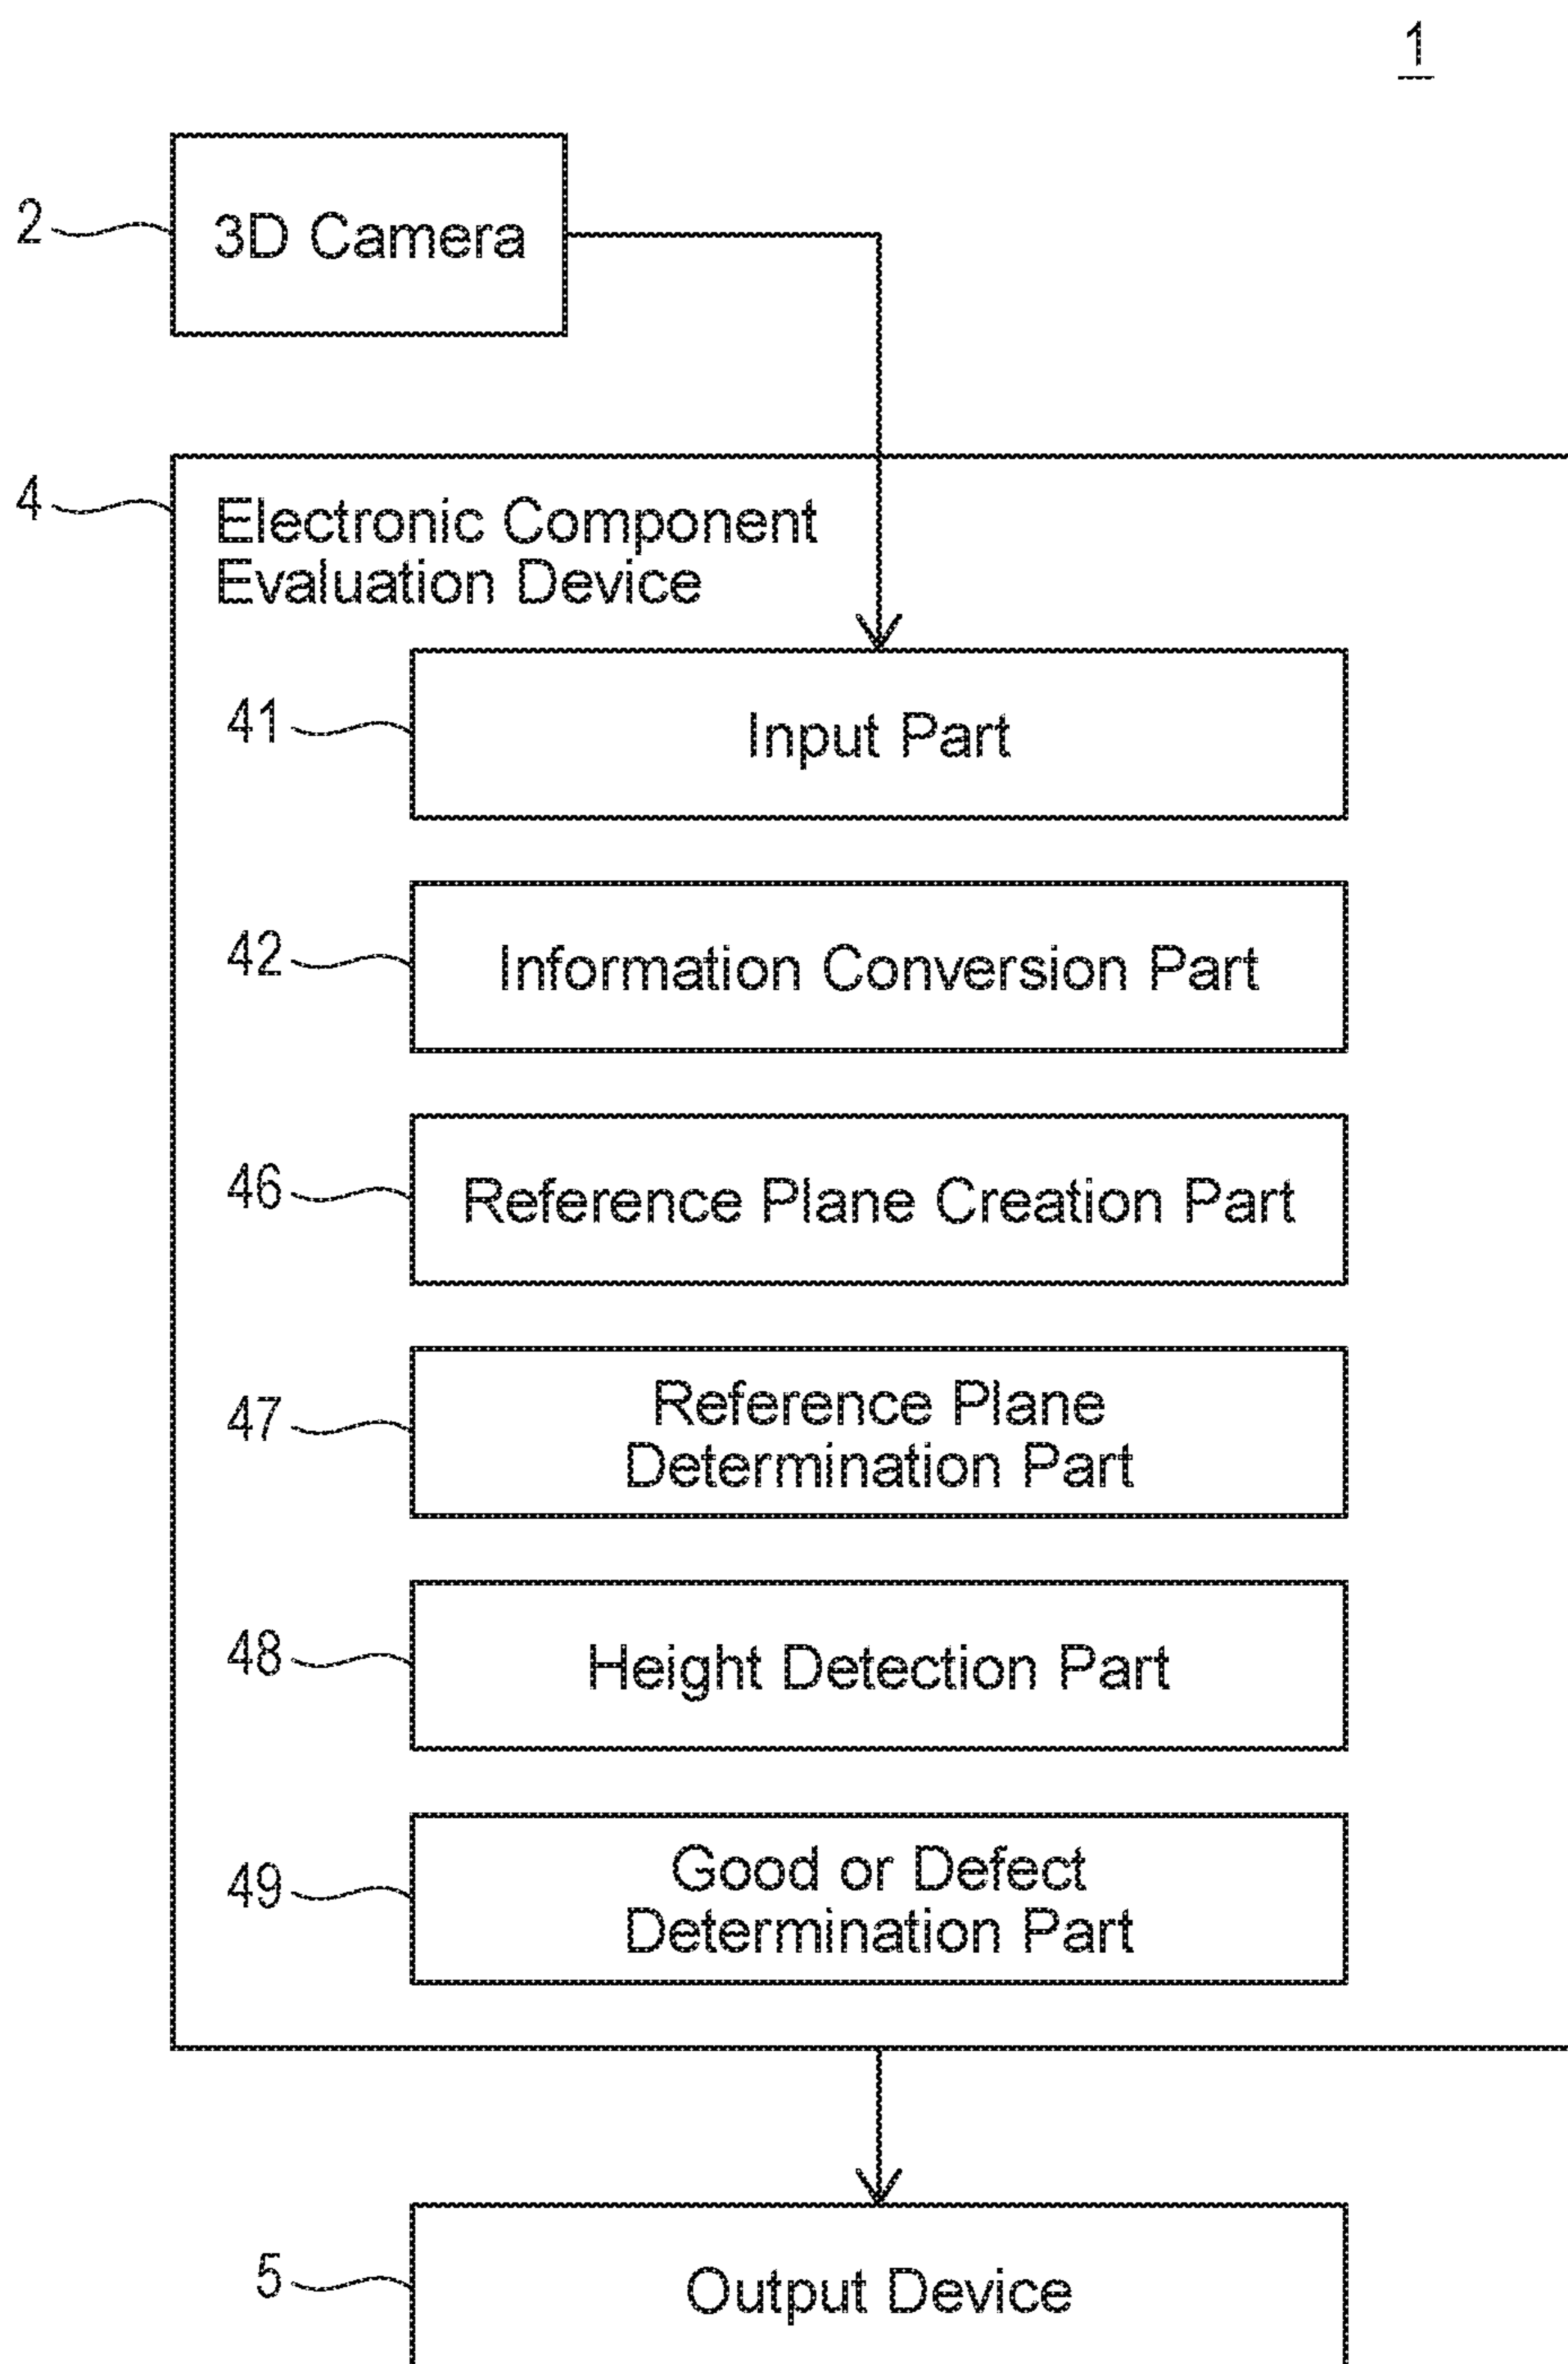 1
2
3D Camera
4
Electronic Component
Evaluation Device
41
Input Part
42
Information Conversion Part
46
Reference Plane Creation Part
47
Reference Plane
Determination Part
48
Height Detection Part
49
Good or Defect
Determination Part
5
Output Device